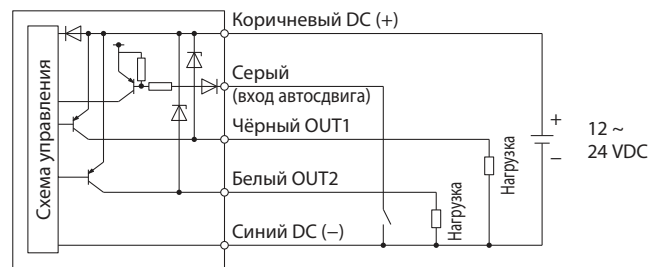 Коричневый DC (+)
Серый
(вход автосдвига)
Чёрный OUT1
Белый OUT2
Синий DC (−)
Схема управления
Нагрузка
Нагрузка
+
−
12 ~
24 VDC